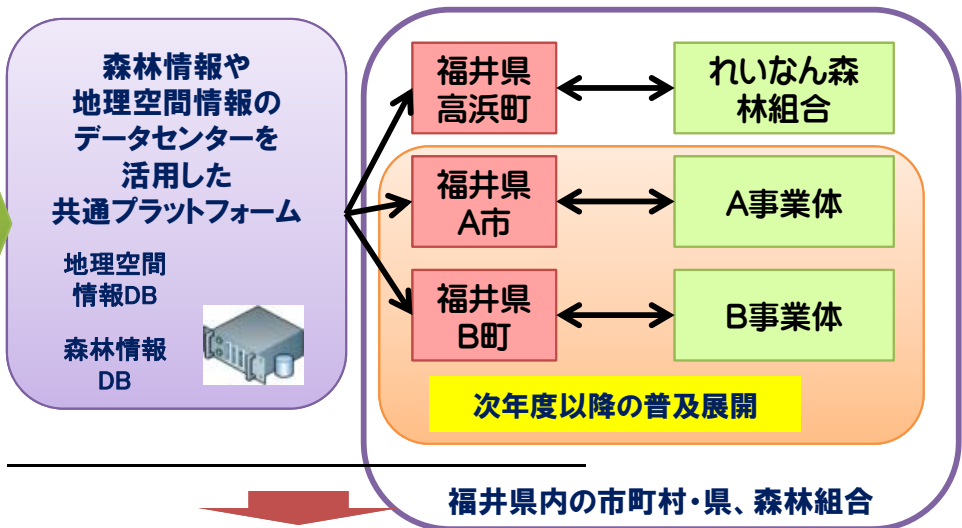 森林情報や
地理空間情報の
データセンターを
活用した
共通プラットフォーム
地理空間
情報DB
森林情報
DB
福井県
高浜町
れいなん森
林組合
福井県
A市
A事業体
福井県
B町
B事業体
次年度以降の普及展開
福井県内の市町村・県、森林組合